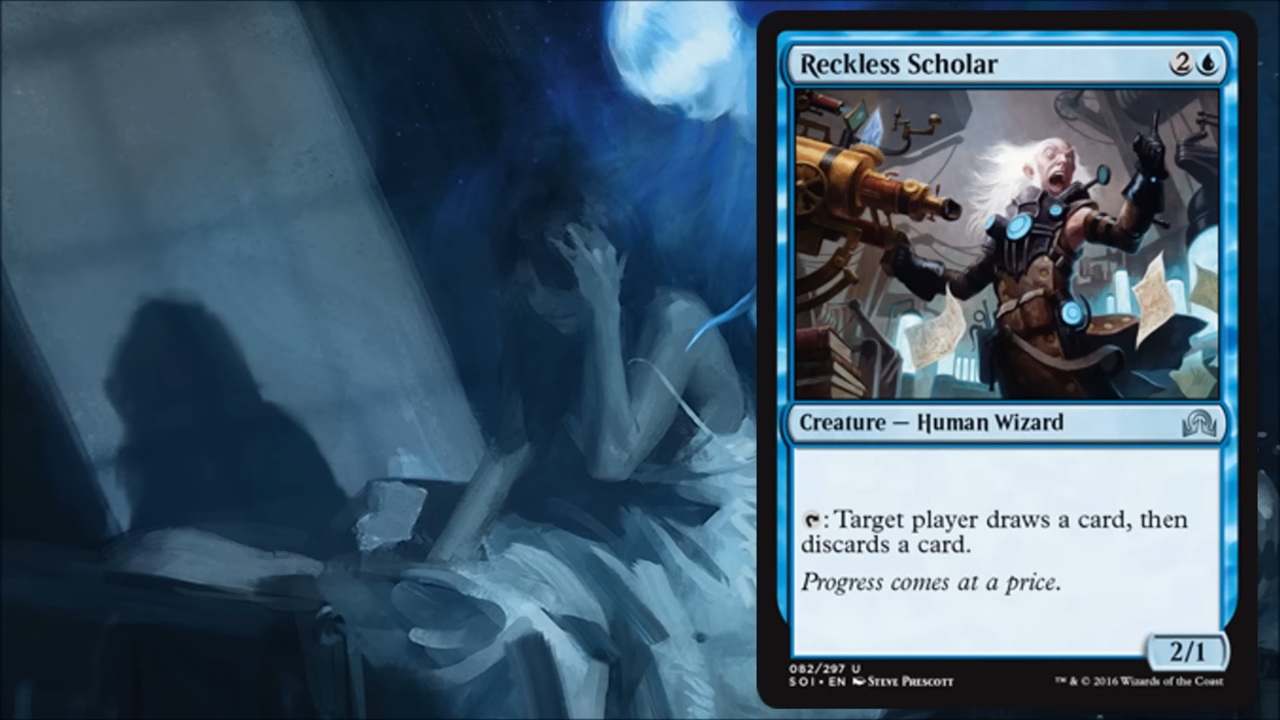 Reckless Scholar 2
Creature — Human Wizard
: Target player draws a card, then
discards a card.
Progress comes at a price.
2/1
082/297 U
SOI • EN Steve Prescott
™ & © 2016 Wizards of the Coast